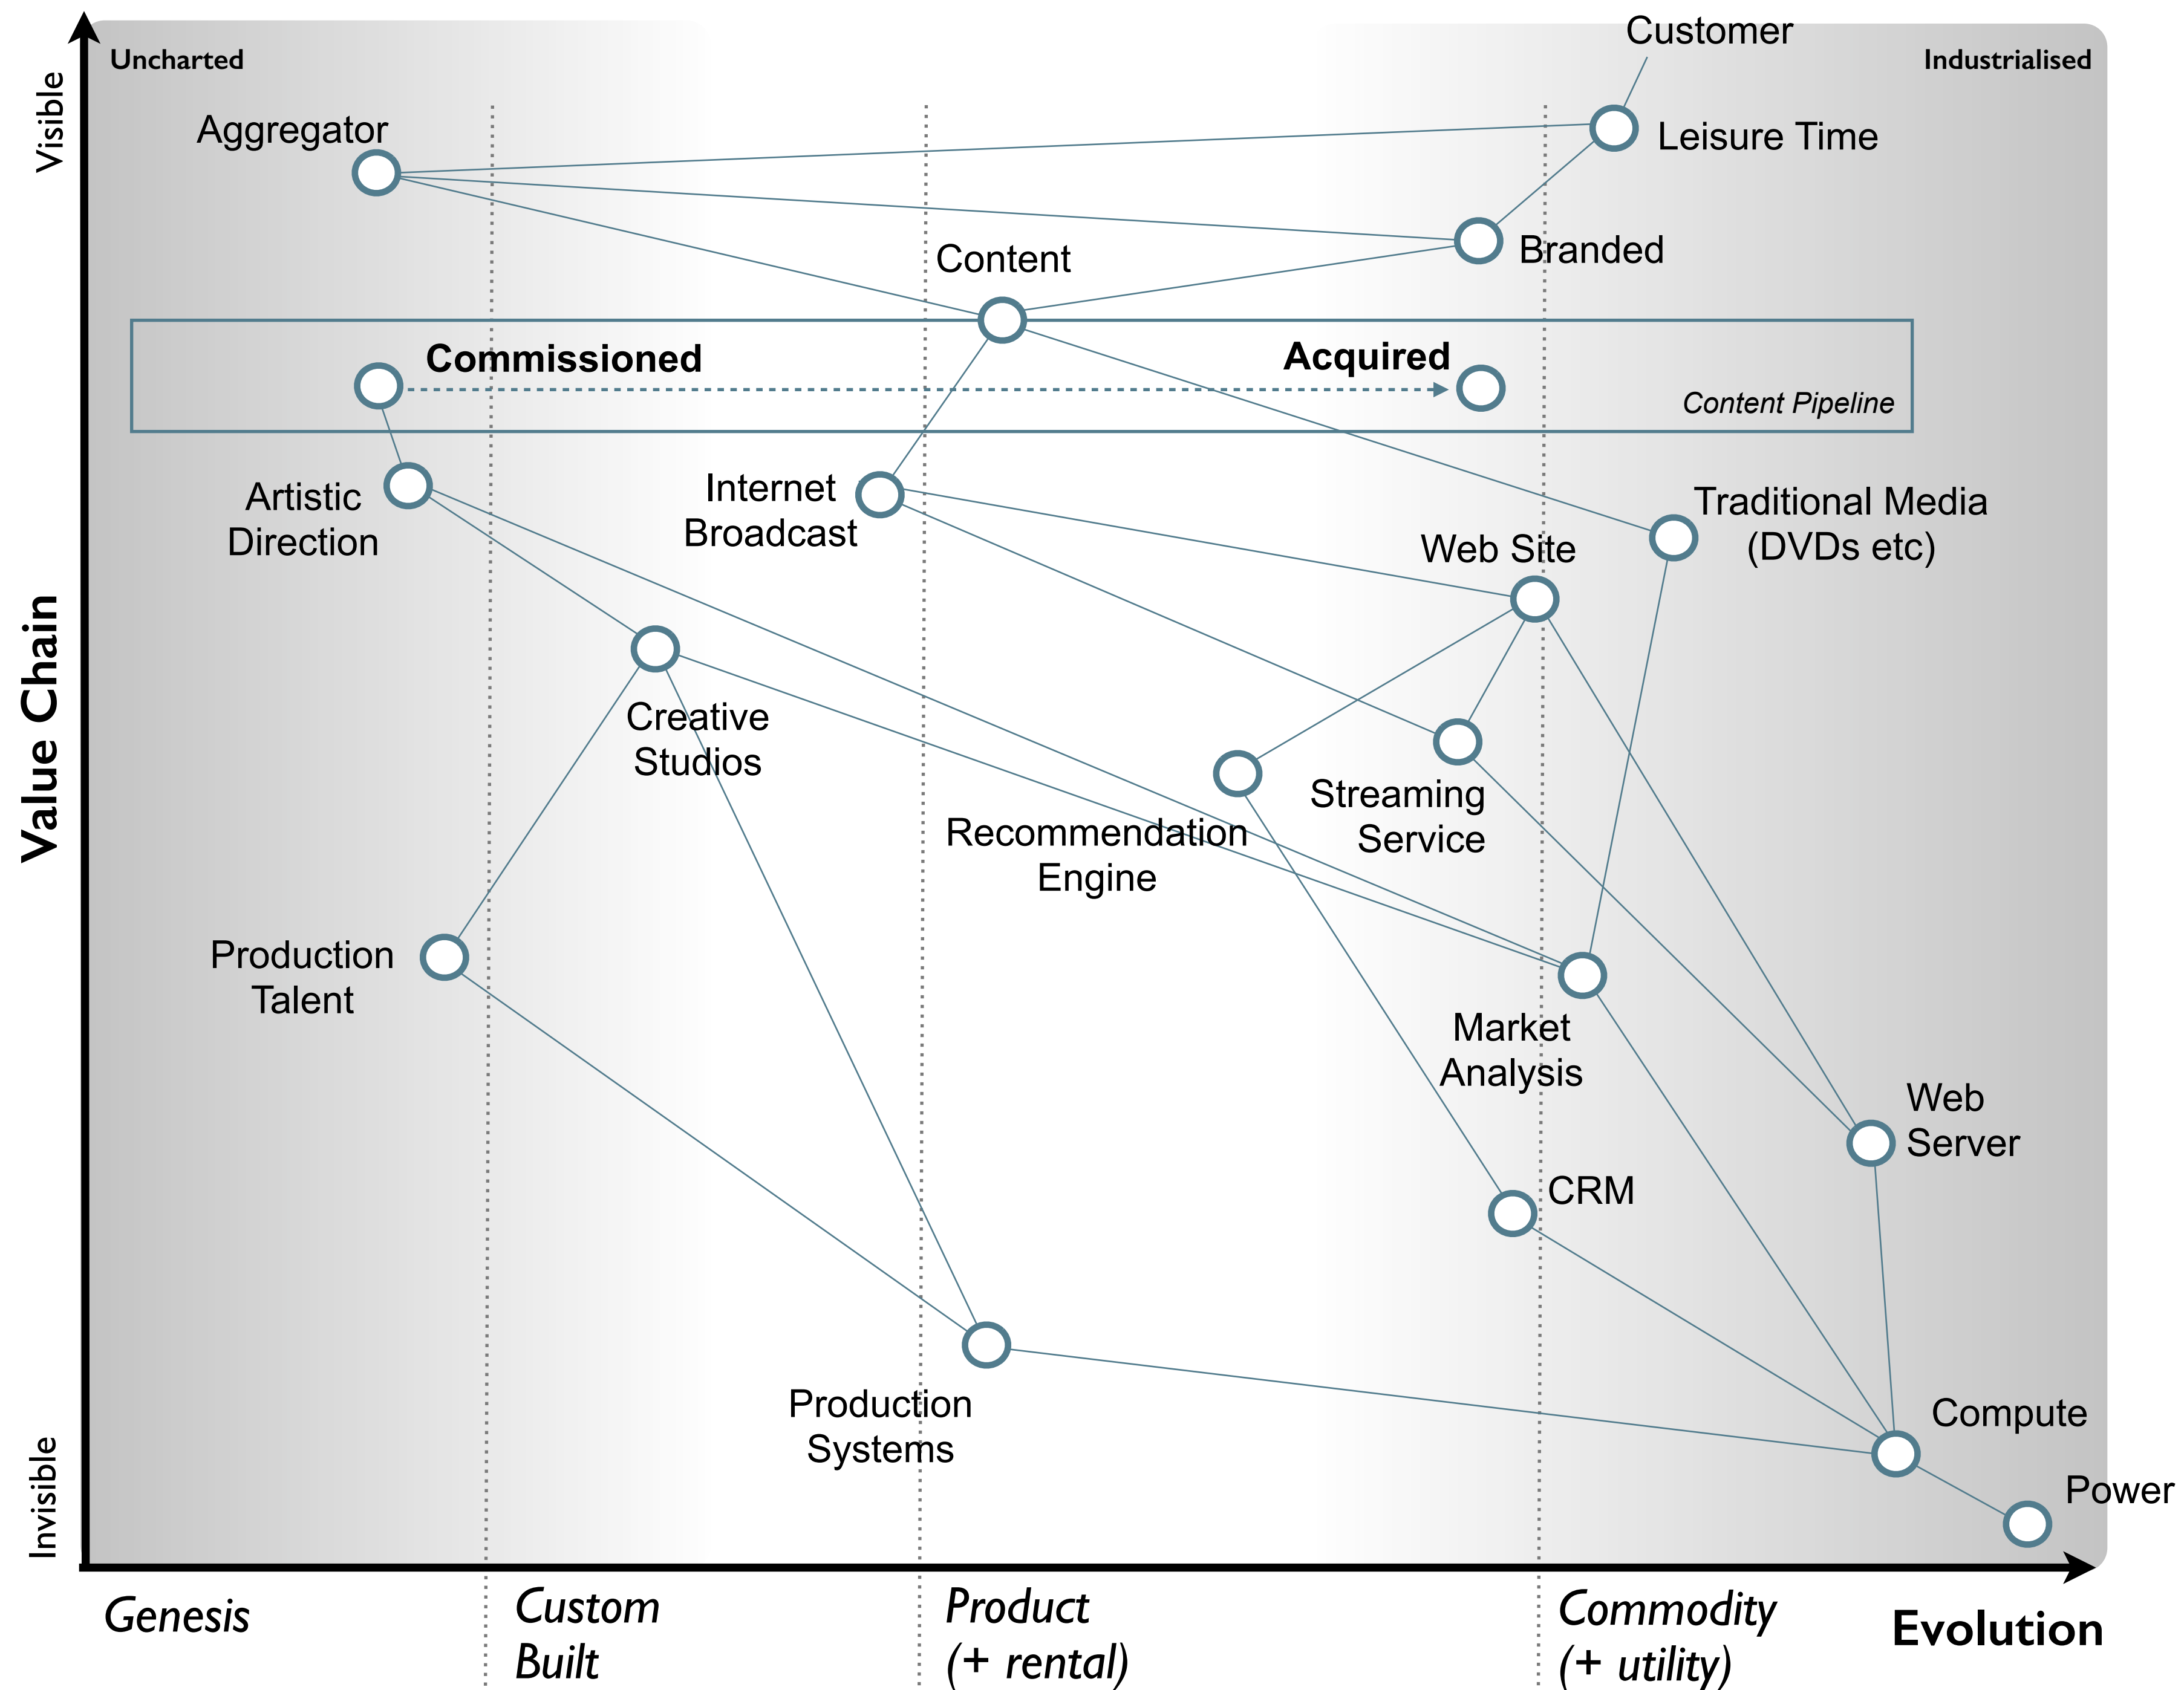 Customer
Uncharted
Industrialised
Visible
Aggregator
Leisure Time
Branded
Content
Commissioned
Acquired
Content Pipeline
Artistic
Direction
Internet
Broadcast
Traditional Media
(DVDs etc)
Web Site
Value Chain
Creative
Studios
Streaming
Service
Recommendation
Engine
Production
Talent
Market
Analysis
Web
Server
CRM
Production
Systems
Compute
Power
Invisible
Genesis
Custom
Built
Product
(+ rental)
Commodity
(+ utility)
Evolution